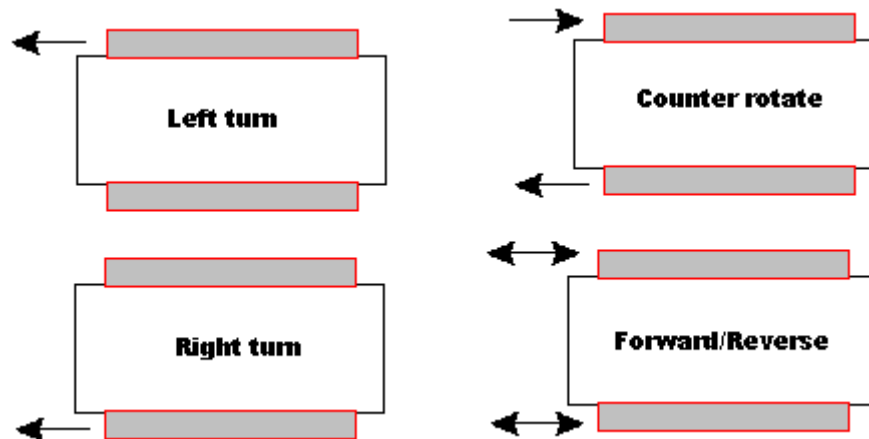 Left turn
Counter rotate
Right turn
Forward/Reverse